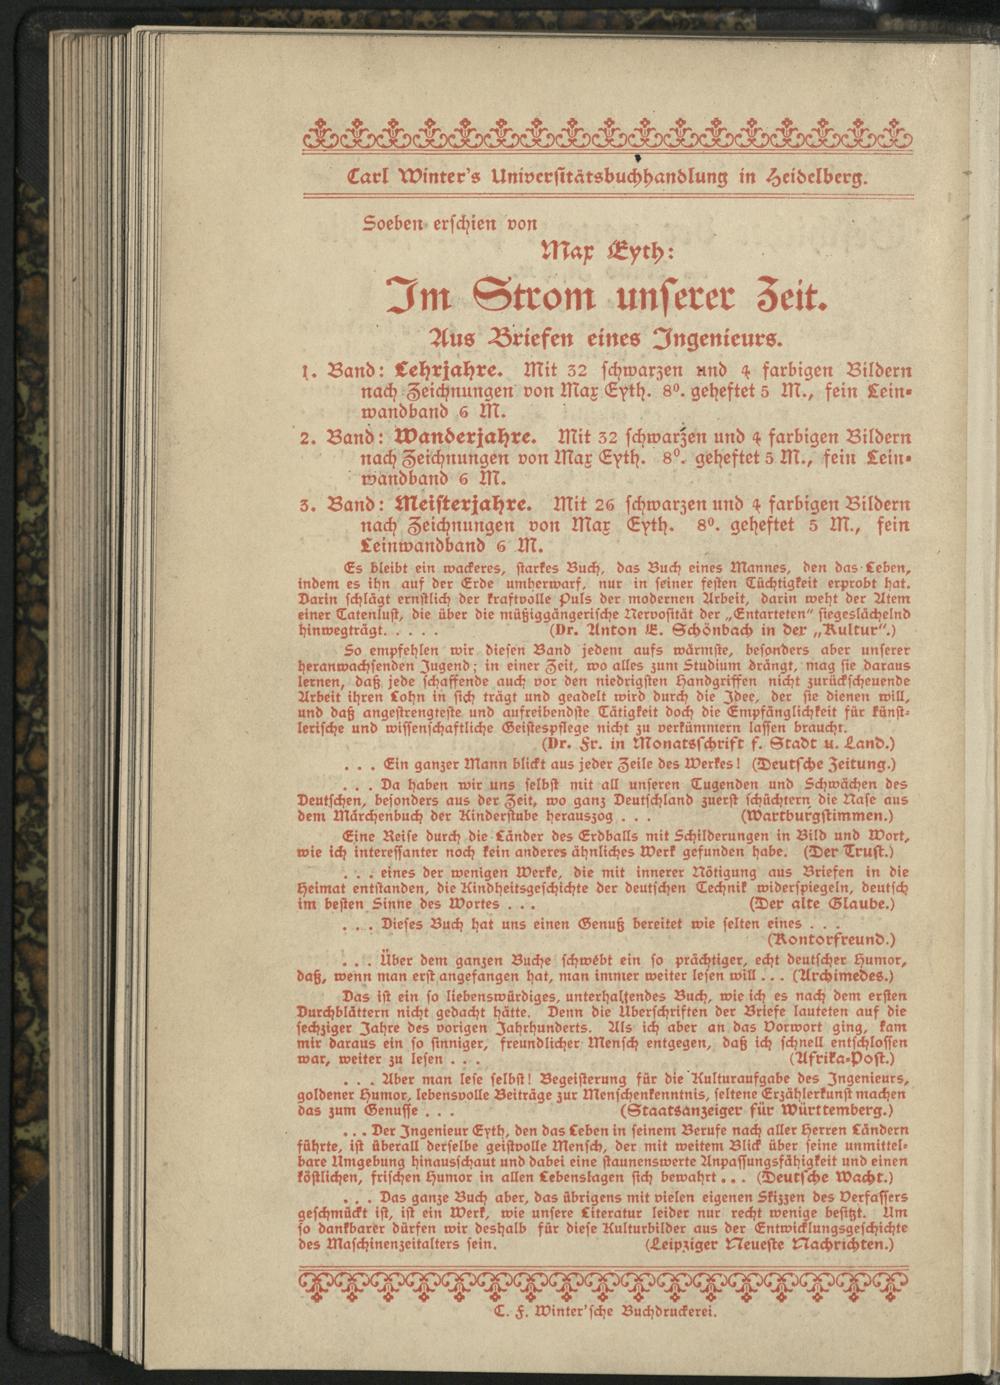 Carl Winter's Universitätsbuchhandlung in Heidelberg.
Soeben erschien von
Max Eyth:
Im Strom unserer Zeit.
Aus Briefen eines Ingenieurs.
1. Band: Lehrjahre. Mit 32 schwarzen und 4 farbigen Bildern
nach Zeichnungen von Max Eyth. 8⁰. geheftet 5 M., fein Lein-
wandband 6 M.
2. Band: Wanderjahre. Mit 32 schwarzen und 4 farbigen Bildern
nach Zeichnungen von Max Eyth. 8⁰. geheftet 5 M., fein Lein-
wandband 6 M.
3. Band: Meisterjahre. Mit 26 schwarzen und 4 farbigen Bildern
nach Zeichnungen von Max Eyth. 8⁰. geheftet 5 M., fein
Leinwandband 6 M.
Es bleibt ein wackeres, starkes Buch, das Buch eines Mannes, den das Leben,
indem es ihn auf der Erde umherwarf, nur in seiner festen Tüchtigkeit erprobt hat.
Darin schlägt ernstlich der kraftvolle Puls der modernen Arbeit, darin weht der Atem
einer Tatenlust, die über die müßiggängerische Nervosität der „Entarteten“ siegeslächelnd
hinwegträgt. . . . . . (Dr. Anton E. Schönbach in der „Kultur“.)
So empfehlen wir diesen Band jedem aufs wärmste, besonders aber unserer
heranwachsenden Jugend; in einer Zeit, wo alles zum Studium drängt, mag sie daraus
lernen, daß jede schaffende auch vor den niedrigsten Handgriffen nicht zurückscheuende
Arbeit ihren Lohn in sich trägt und geadelt wird durch die Idee, der sie dienen will,
und daß angestrengteste und aufreibendste Tätigkeit doch die Empfänglichkeit für künst-
lerische und wissenschaftliche Geistespflege nicht zu verkümmern lassen braucht.
(Dr. Fr. in Monatsschrift f. Stadt u. Land.)
. . . Ein ganzer Mann blickt aus jeder Zeile des Werkes! (Deutsche Zeitung.)
. . . Da haben wir uns selbst mit all unseren Tugenden und Schwächen des
Deutschen, besonders aus der Zeit, wo ganz Deutschland zuerst schüchtern die Nase aus
dem Märchenbuch der Kinderstube herauszog . . . (Wartburgstimmen.)
Eine Reise durch die Länder des Erdballs mit Schilderungen in Bild und Wort,
wie ich interessanter noch kein anderes ähnliches Werk gefunden habe. (Der Trust.)
. . . eines der wenigen Werke, die mit innerer Nötigung aus Briefen in die
Heimat entstanden, die Kindheitsgeschichte der deutschen Technik widerspiegeln, deutsch
im besten Sinne des Wortes . . . (Der alte Glaube.)
. . . Dieses Buch hat uns einen Genuß bereitet wie selten eines . . .
(Kontorfreund.)
. . . Über dem ganzen Buche schwebt ein so prächtiger, echt deutscher Humor,
daß, wenn man erst angefangen hat, man immer weiter lesen will . . . (Archimedes.)
Das ist ein so liebenswürdiges, unterhaltendes Buch, wie ich es nach dem ersten
Durchblättern nicht gedacht hätte. Denn die Überschriften der Briefe lauteten auf die
sechziger Jahre des vorigen Jahrhunderts. Als ich aber an das Vorwort ging, kam
mir daraus ein so sinniger, freundlicher Mensch entgegen, daß ich schnell entschlossen
war, weiter zu lesen . . . (Afrika-Post.)
. . . Aber man lese selbst! Begeisterung für die Kulturaufgabe des Ingenieurs,
goldener Humor, lebensvolle Beiträge zur Menschenkenntnis, seltene Erzählerkunst machen
das zum Genusse . . . (Staatsanzeiger für Württemberg.)
. . . Der Ingenieur Eyth, den das Leben in seinem Berufe nach aller Herren Ländern
führte, ist überall derselbe geistvolle Mensch, der mit weitem Blick über seine unmittel-
bare Umgebung hinausschaut und dabei eine staunenswerte Anpassungsfähigkeit und einen
köstlichen, frischen Humor in allen Lebenslagen sich bewahrt . . . (Deutsche Wacht.)
. . . Das ganze Buch aber, das übrigens mit vielen eigenen Skizzen des Verfassers
geschmückt ist, ist ein Werk, wie unsere Literatur leider nur recht wenige besitzt. Um
so dankbarer dürfen wir deshalb für diese Kulturbilder aus der Entwicklungsgeschichte
des Maschinenzeitalters sein. (Leipziger Neueste Nachrichten.)
C. F. Winter'sche Buchdruckerei.